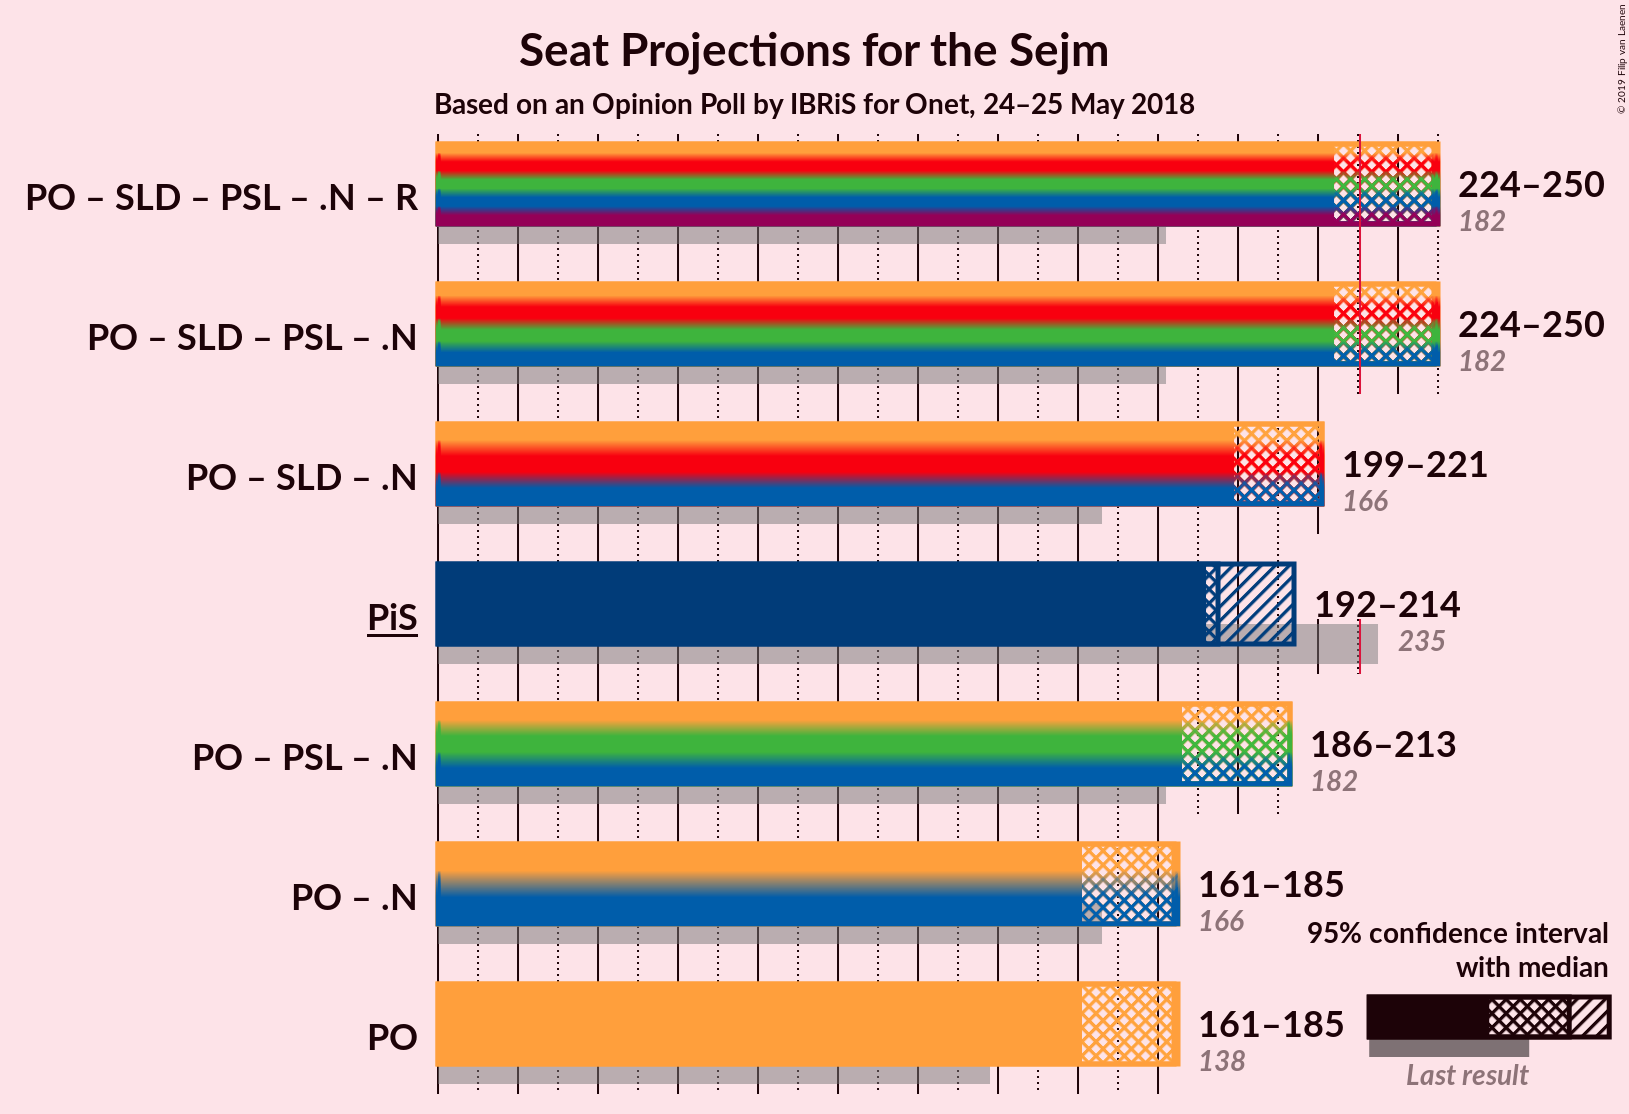 Seat Projections for the Sejm
Based on an Opinion Poll by IBRiS for Onet, 24–25 May 2018
© 2019 Filip van Laenen
PO – SLD – PSL – .N – R
224–250
182
PO – SLD – PSL – .N
224–250
182
PO – SLD – .N
199–221
166
PiS
192–214
235
PO – PSL – .N
186–213
182
PO – .N
161–185
166
PO
161–185
138
95% confidence interval
with median
Last result